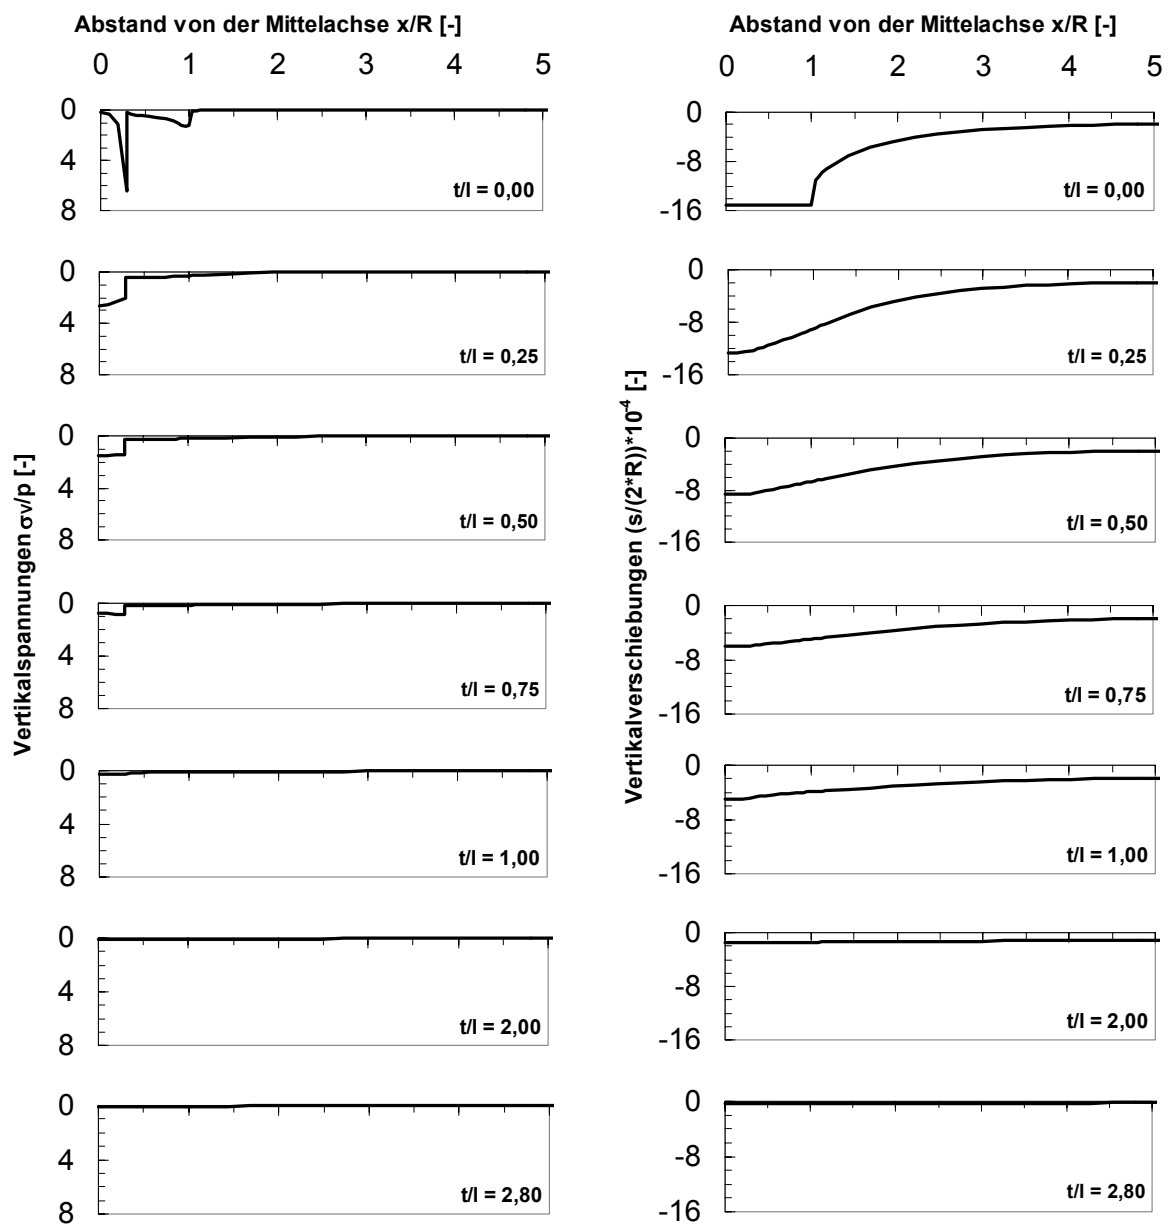 Abstand von der Mittelachse x/R [-]
0 1 2 3 4 5
Vertikalspannungen σv/p [-]
0
4
8
t/l = 0,00
0
4
8
t/l = 0,25
0
4
8
t/l = 0,50
0
4
8
t/l = 0,75
0
4
8
t/l = 1,00
0
4
8
t/l = 2,00
0
4
8
t/l = 2,80
Abstand von der Mittelachse x/R [-]
0 1 2 3 4 5
Vertikalverschiebungen (s/(2*R))*10⁻⁴ [-]
0
-8
-16
t/l = 0,00
0
-8
-16
t/l = 0,25
0
-8
-16
t/l = 0,50
0
-8
-16
t/l = 0,75
0
-8
-16
t/l = 1,00
0
-8
-16
t/l = 2,00
0
-8
-16
t/l = 2,80